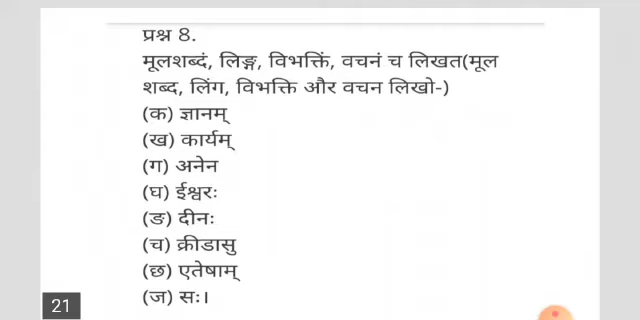 प्रश्न 8.
मूलशब्दं, लिङ्ग, विभक्तिं, वचनं च लिखत(मूल
शब्द, लिंग, विभक्ति और वचन लिखो-)
(क) ज्ञानम्
(ख) कार्यम्
(ग) अनेन
(घ) ईश्वरः
(ङ) दीनः
(च) क्रीडासु
(छ) एतेषाम्
(ज) सः।
21